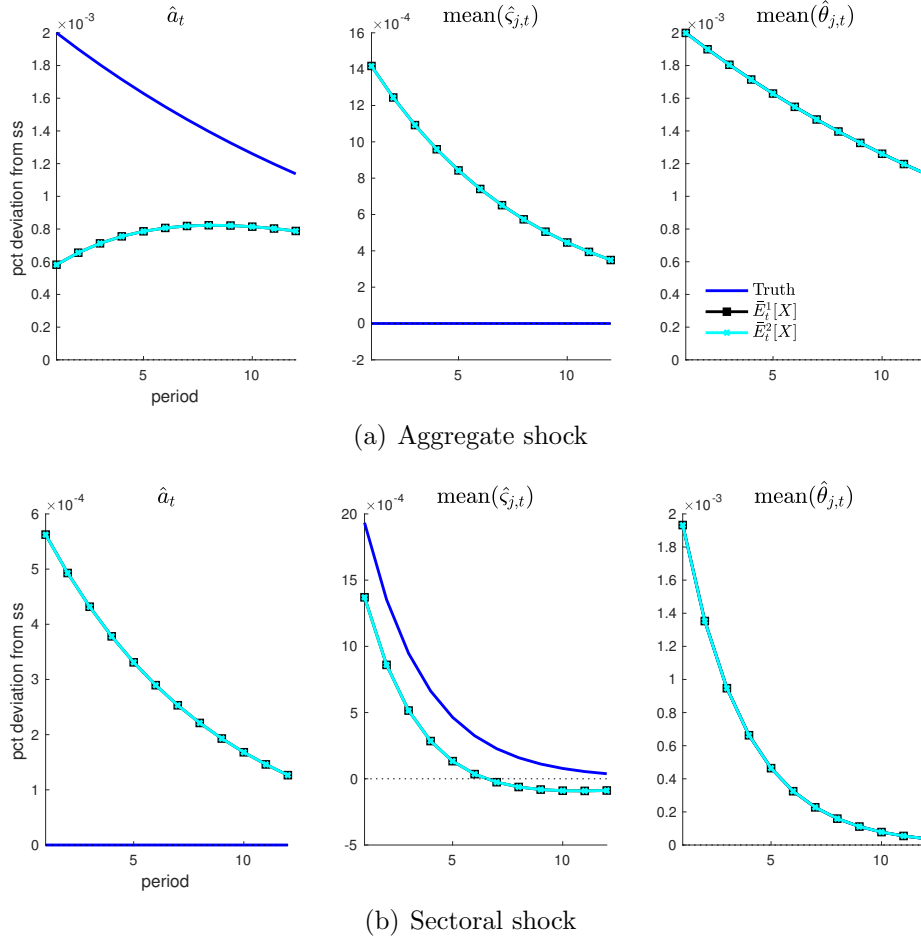 â_t mean(ς̂_{j,t}) mean(θ̂_{j,t})
×10⁻³ ×10⁻⁴ ×10⁻³
pct deviation from ss
2 1.8 1.6 1.4 1.2 1 0.8 0.6 0.4 0.2 0
16 14 12 10 8 6 4 2 0 -2
2 1.8 1.6 1.4 1.2 1 0.8 0.6 0.4 0.2 0
Truth
Ē_t^1[X]
Ē_t^2[X]
5 10 5 10 5 10
period
(a) Aggregate shock
â_t mean(ς̂_{j,t}) mean(θ̂_{j,t})
×10⁻⁴ ×10⁻⁴ ×10⁻³
pct deviation from ss
6 5 4 3 2 1 0
20 15 10 5 0 -5
2 1.8 1.6 1.4 1.2 1 0.8 0.6 0.4 0.2 0
5 10 5 10 5 10
period
(b) Sectoral shock